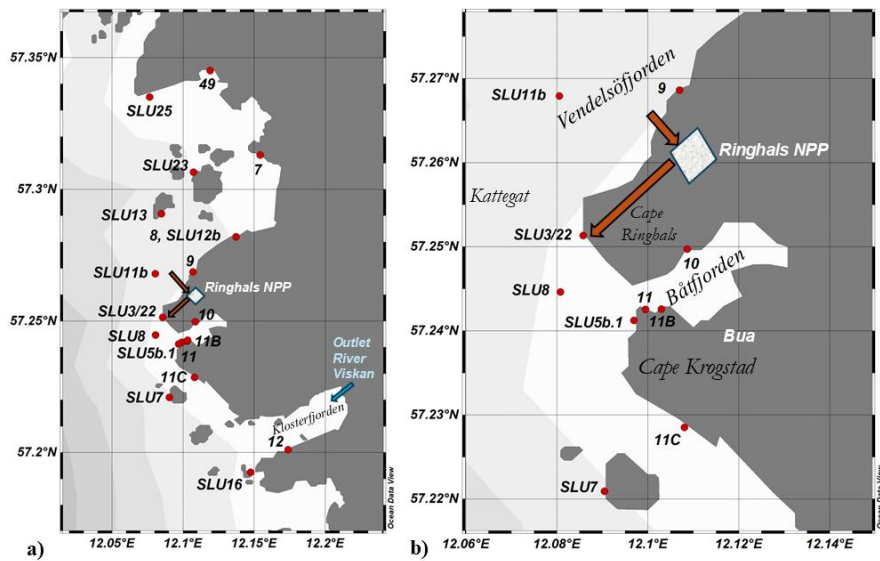 57.35°N
57.3°N
57.25°N
57.2°N
12.05°E
12.1°E
12.15°E
12.2°E
49
SLU25
7
SLU23
SLU13
8, SLU12b
9
SLU11b
Ringhals NPP
SLU3/22
10
SLU8
11B
SLU5b.1
11
Outlet
River
Viskan
11C
SLU7
Klosterfjorden
12
SLU16
Ocean Data View
a)
57.27°N
57.26°N
57.25°N
57.24°N
57.23°N
57.22°N
12.06°E
12.08°E
12.1°E
12.12°E
12.14°E
SLU11b
Vendelsöfjorden
9
Ringhals NPP
Kattegat
Cape
Ringhals
SLU3/22
10
Båtfjorden
SLU8
11
SLU5b.1
11B
Bua
Cape Krogstad
11C
SLU7
Ocean Data View
b)